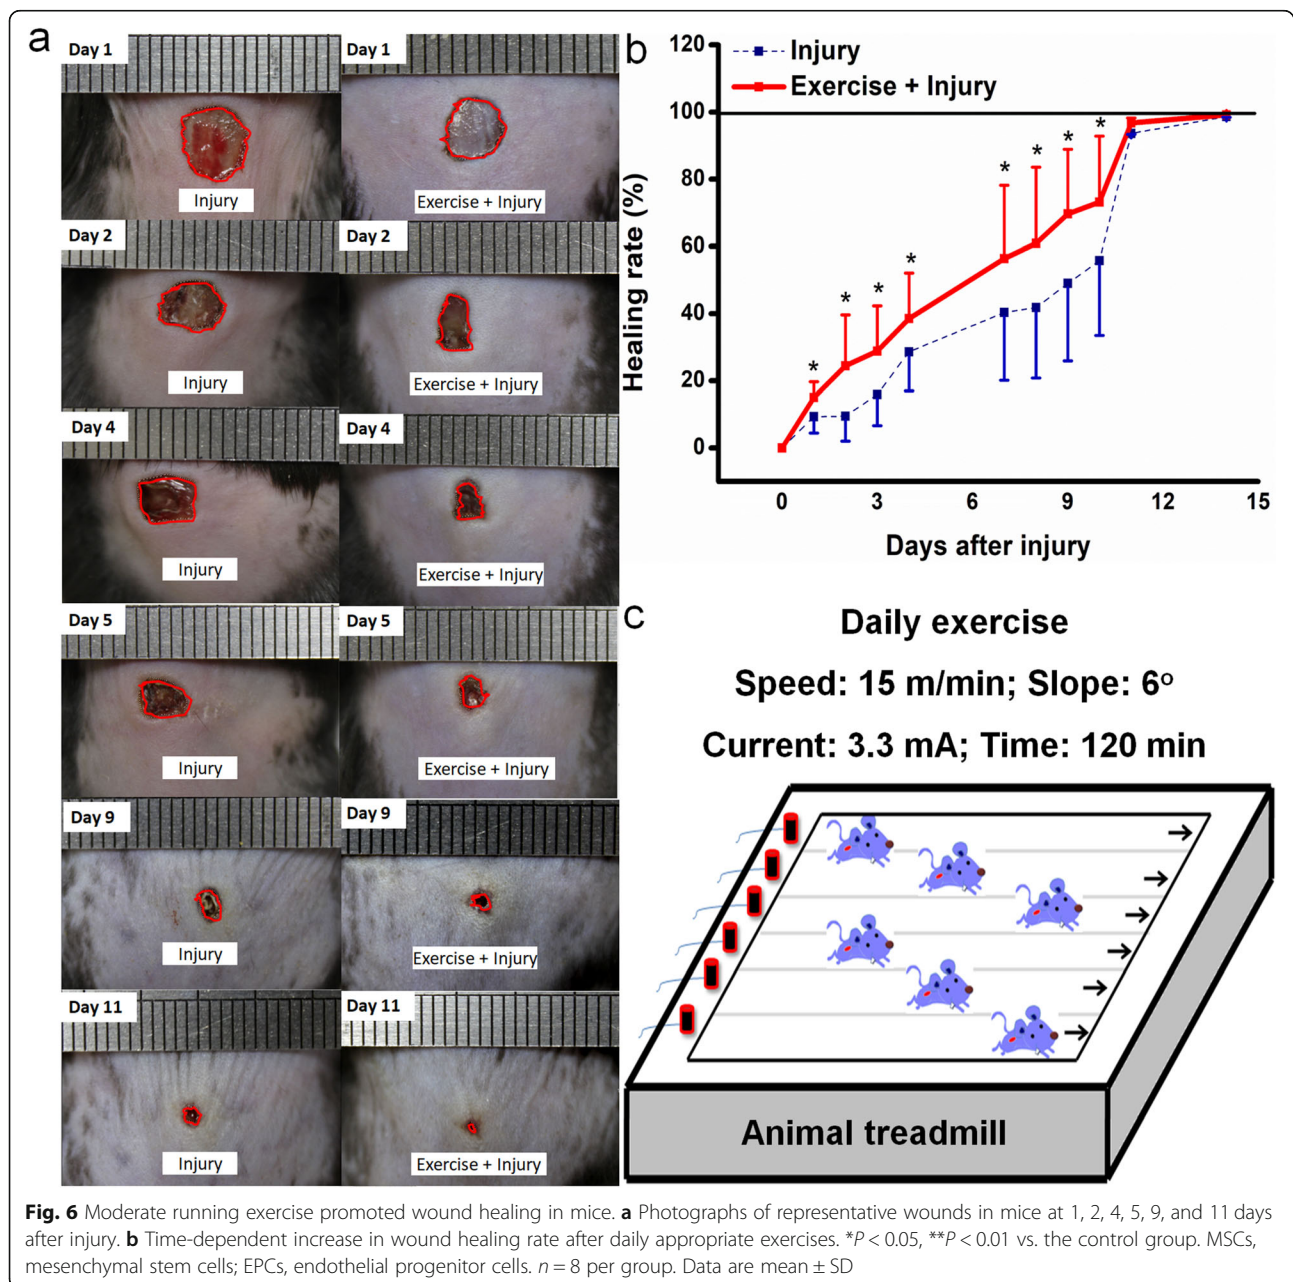 a
Day 1
Injury
Day 1
Exercise + Injury
Day 2
Injury
Day 2
Exercise + Injury
Day 4
Injury
Day 4
Exercise + Injury
Day 5
Injury
Day 5
Exercise + Injury
Day 9
Injury
Day 9
Exercise + Injury
Day 11
Injury
Day 11
Exercise + Injury
b
120
100
80
60
40
20
0
Healing rate (%)
Injury
Exercise + Injury
*
*
*
*
*
*
*
*
0 3 6 9 12 15
Days after injury
c
Daily exercise
Speed: 15 m/min; Slope: 6º
Current: 3.3 mA; Time: 120 min
Animal treadmill
Fig. 6 Moderate running exercise promoted wound healing in mice. a Photographs of representative wounds in mice at 1, 2, 4, 5, 9, and 11 days
after injury. b Time-dependent increase in wound healing rate after daily appropriate exercises. *P < 0.05, **P < 0.01 vs. the control group. MSCs,
mesenchymal stem cells; EPCs, endothelial progenitor cells. n = 8 per group. Data are mean ± SD